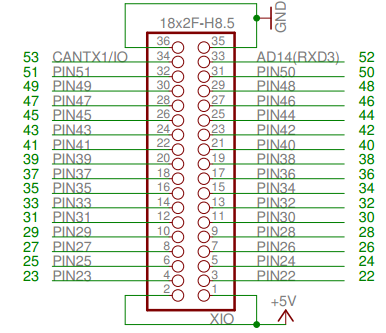 18x2F-H8.5
GND
36 35
53 CANTX1/IO 34 33 AD14(RXD3) 52
51 PIN51 32 31 PIN50 50
49 PIN49 30 29 PIN48 48
47 PIN47 28 27 PIN46 46
45 PIN45 26 25 PIN44 44
43 PIN43 24 23 PIN42 42
41 PIN41 22 21 PIN40 40
39 PIN39 20 19 PIN38 38
37 PIN37 18 17 PIN36 36
35 PIN35 16 15 PIN34 34
33 PIN33 14 13 PIN32 32
31 PIN31 12 11 PIN30 30
29 PIN29 10 9 PIN28 28
27 PIN27 8 7 PIN26 26
25 PIN25 6 5 PIN24 24
23 PIN23 4 3 PIN22 22
2 1
+5V
XIO